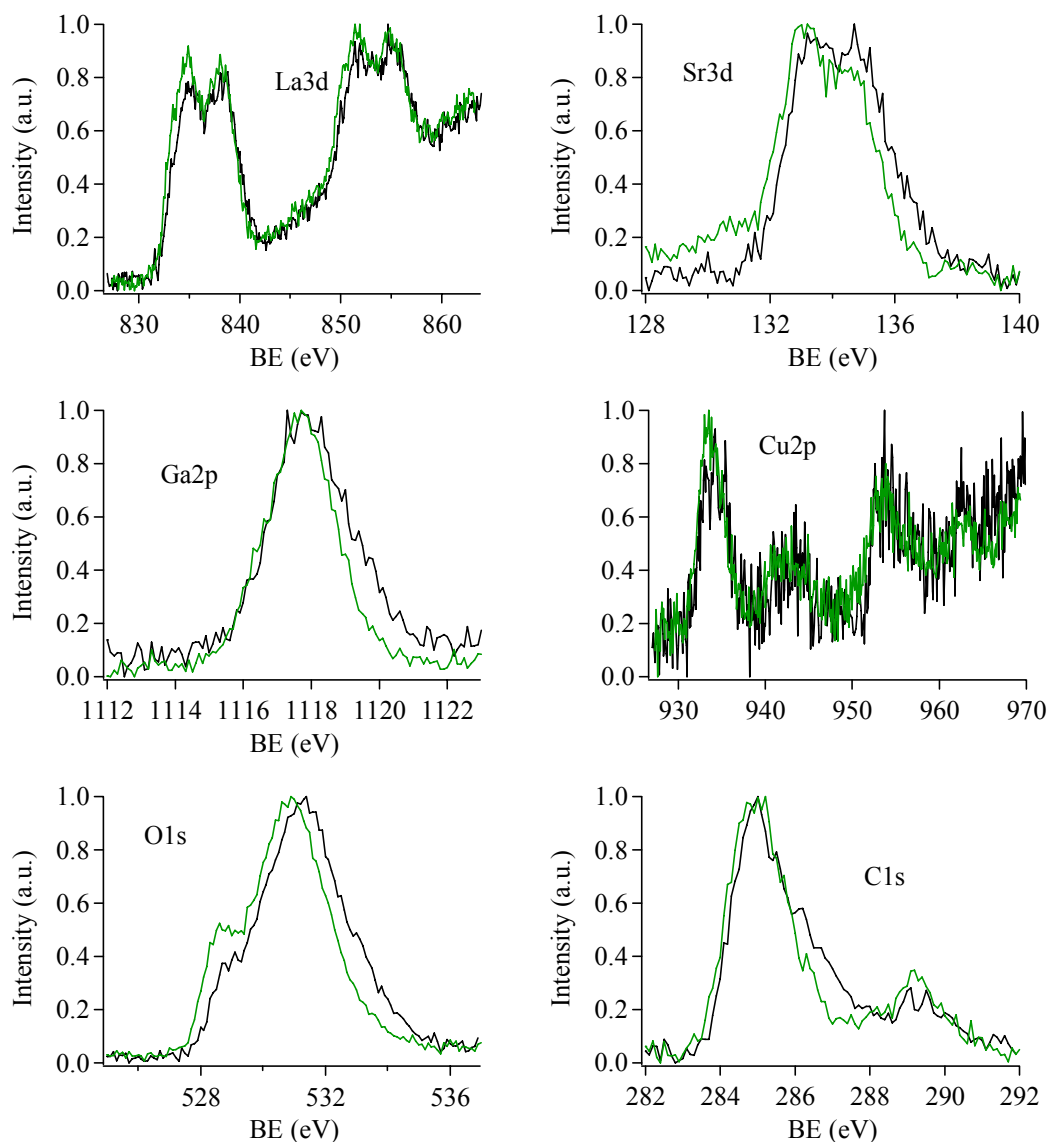 1.0
0.8
0.6
0.4
0.2
0.0
Intensity (a.u.)
La3d
830 840 850 860
BE (eV)
1.0
0.8
0.6
0.4
0.2
0.0
Intensity (a.u.)
Sr3d
128 132 136 140
BE (eV)
1.0
0.8
0.6
0.4
0.2
0.0
Intensity (a.u.)
Ga2p
1112 1114 1116 1118 1120 1122
BE (eV)
1.0
0.8
0.6
0.4
0.2
0.0
Intensity (a.u.)
Cu2p
930 940 950 960 970
BE (eV)
1.0
0.8
0.6
0.4
0.2
0.0
Intensity (a.u.)
O1s
528 532 536
BE (eV)
1.0
0.8
0.6
0.4
0.2
0.0
Intensity (a.u.)
C1s
282 284 286 288 290 292
BE (eV)